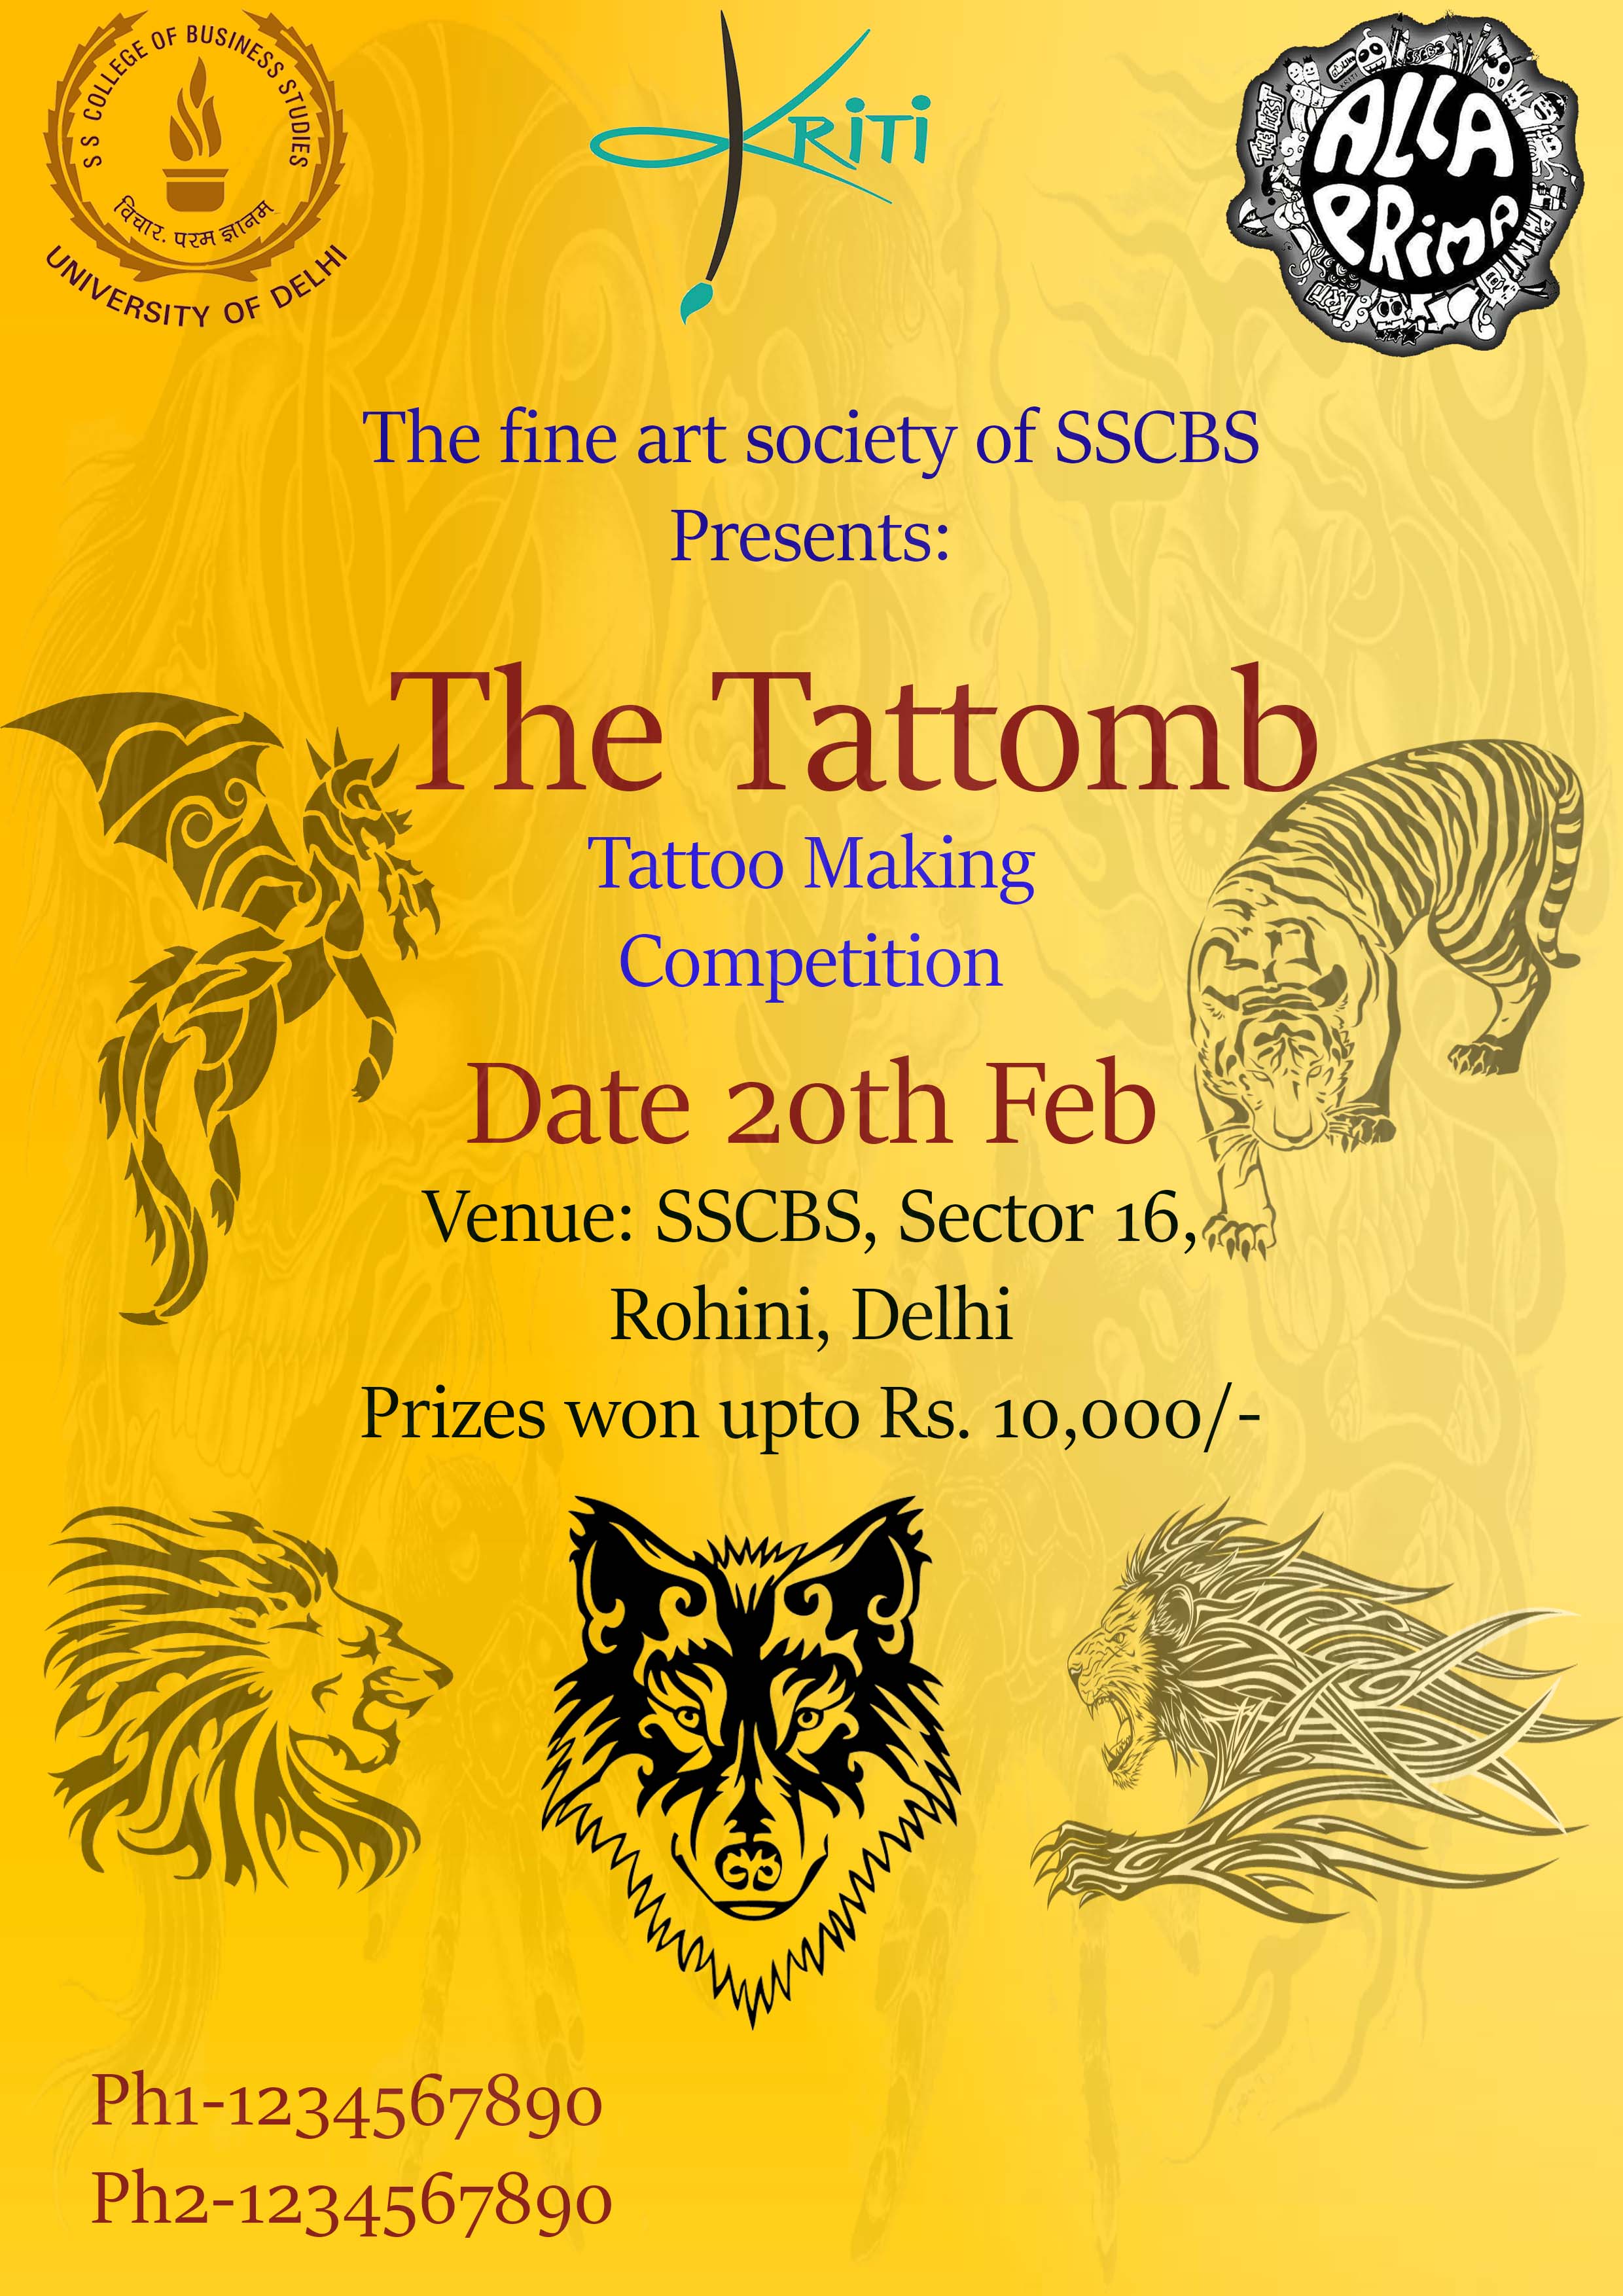 S S COLLEGE OF BUSINESS STUDIES
विचार. परम ज्ञानम्
UNIVERSITY OF DELHI
KRiTi
ALLA
PRiMA
THE FIRST
The fine art society of SSCBS
Presents:
The Tattomb
Tattoo Making
Competition
Date 20th Feb
Venue: SSCBS, Sector 16,
Rohini, Delhi
Prizes won upto Rs. 10,000/-
Ph1-1234567890
Ph2-1234567890